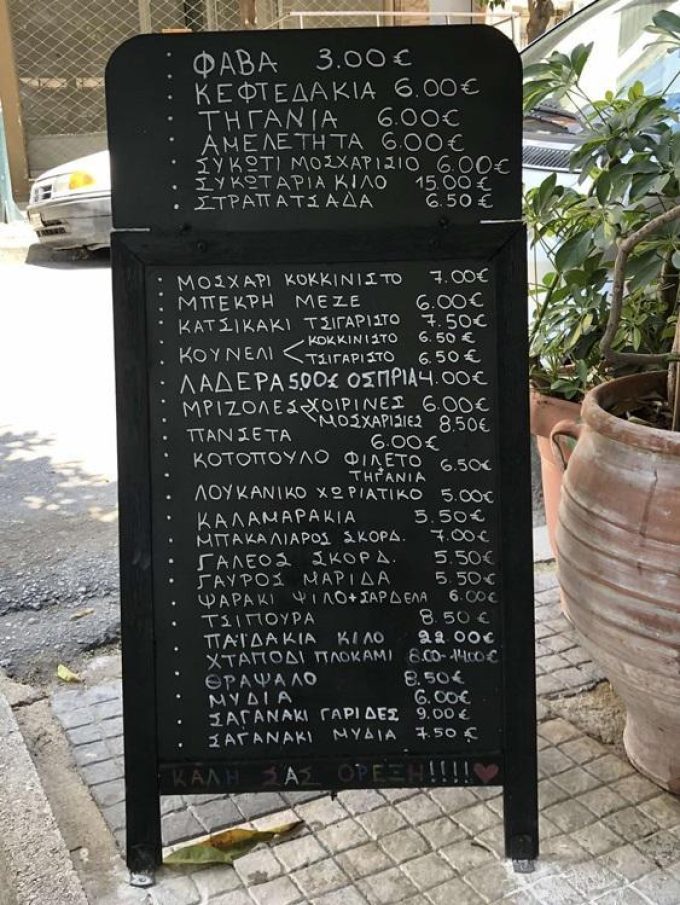 ΦΑΒΑ 3.00€
ΚΕΦΤΕΔΑΚΙΑ 6.00€
ΤΗΓΑΝΙΑ 6.00€
ΑΜΕΛΕΤΗΤΑ 6.00€
ΣΥΚΩΤΙ ΜΟΣΧΑΡΙΣΙΟ 6.00€
ΣΥΚΩΤΑΡΙΑ ΚΙΛΟ 15.00€
ΣΤΡΑΠΑΤΣΑΔΑ 6.50€
ΜΟΣΧΑΡΙ ΚΟΚΚΙΝΙΣΤΟ 7.00€
ΜΠΕΚΡΗ ΜΕΖΕ 6.00€
ΚΑΤΣΙΚΑΚΙ ΤΣΙΓΑΡΙΣΤΟ 7.50€
ΚΟΥΝΕΛΙ ΚΟΚΚΙΝΙΣΤΟ 6.50€
ΤΣΙΓΑΡΙΣΤΟ 6.50€
ΛΑΔΕΡΑ 5.00€ ΟΣΠΡΙΑ 4.00€
ΜΡΙΖΟΛΕΣ ΧΟΙΡΙΝΕΣ 6.00€
ΜΟΣΧΑΡΙΣΙΕΣ 8.50€
ΠΑΝΣΕΤΑ 6.00€
ΚΟΤΟΠΟΥΛΟ ΦΙΛΕΤΟ + 6.50€
ΤΗΓΑΝΙΑ
ΛΟΥΚΑΝΙΚΟ ΧΩΡΙΑΤΙΚΟ 5.00€
ΚΑΛΑΜΑΡΑΚΙΑ 5.50€
ΜΠΑΚΑΛΙΑΡΟΣ ΣΚΟΡΔ. 7.00€
ΓΑΛΕΟΣ ΣΚΟΡΔ. 5.50€
ΓΑΥΡΟΣ ΜΑΡΙΔΑ 5.50€
ΨΑΡΑΚΙ ΨΙΛΟ+ΣΑΡΔΕΛΑ 6.00€
ΤΣΙΠΟΥΡΑ 8.50€
ΠΑΪΔΑΚΙΑ ΚΙΛΟ 22.00€
ΧΤΑΠΟΔΙ ΠΛΟΚΑΜΙ 8.00-14.00€
ΘΡΑΨΑΛΟ 8.50€
ΜΥΔΙΑ 6.00€
ΣΑΓΑΝΑΚΙ ΓΑΡΙΔΕΣ 9.00€
ΣΑΓΑΝΑΚΙ ΜΥΔΙΑ 7.50€
ΚΑΛΗ ΣΑΣ ΟΡΕΞΗ!!!!♥